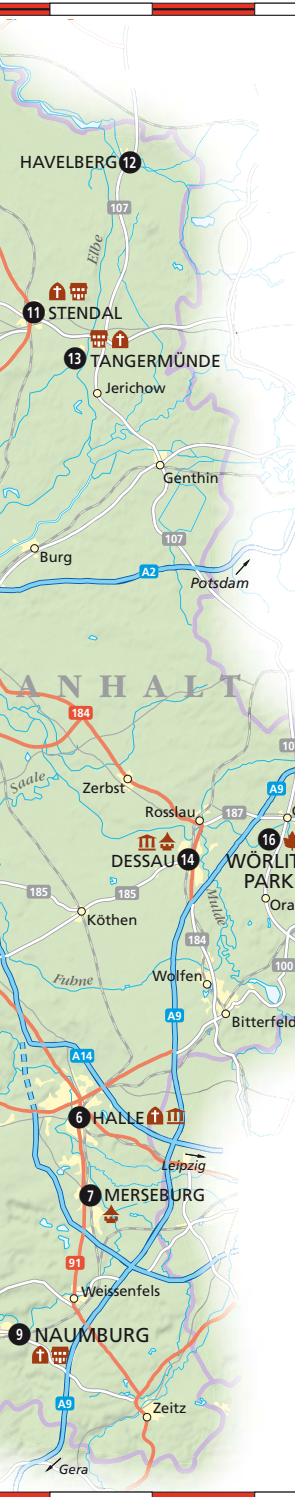 HAVELBERG 12
107
Elbe
11 STENDAL
13 TANGERMÜNDE
Jerichow
Genthin
107
Burg
A2
Potsdam
ANHALT
184
10
Saale
Zerbst
A9
Rosslau
187
16
DESSAU 14
WÖRLIT
PARK
185
185
Mulde
Ora
Köthen
184
100
Fuhne
Wolfen
A9
Bitterfeld
A14
6 HALLE
Leipzig
7 MERSEBURG
91
Weissenfels
9 NAUMBURG
A9
Zeitz
Gera